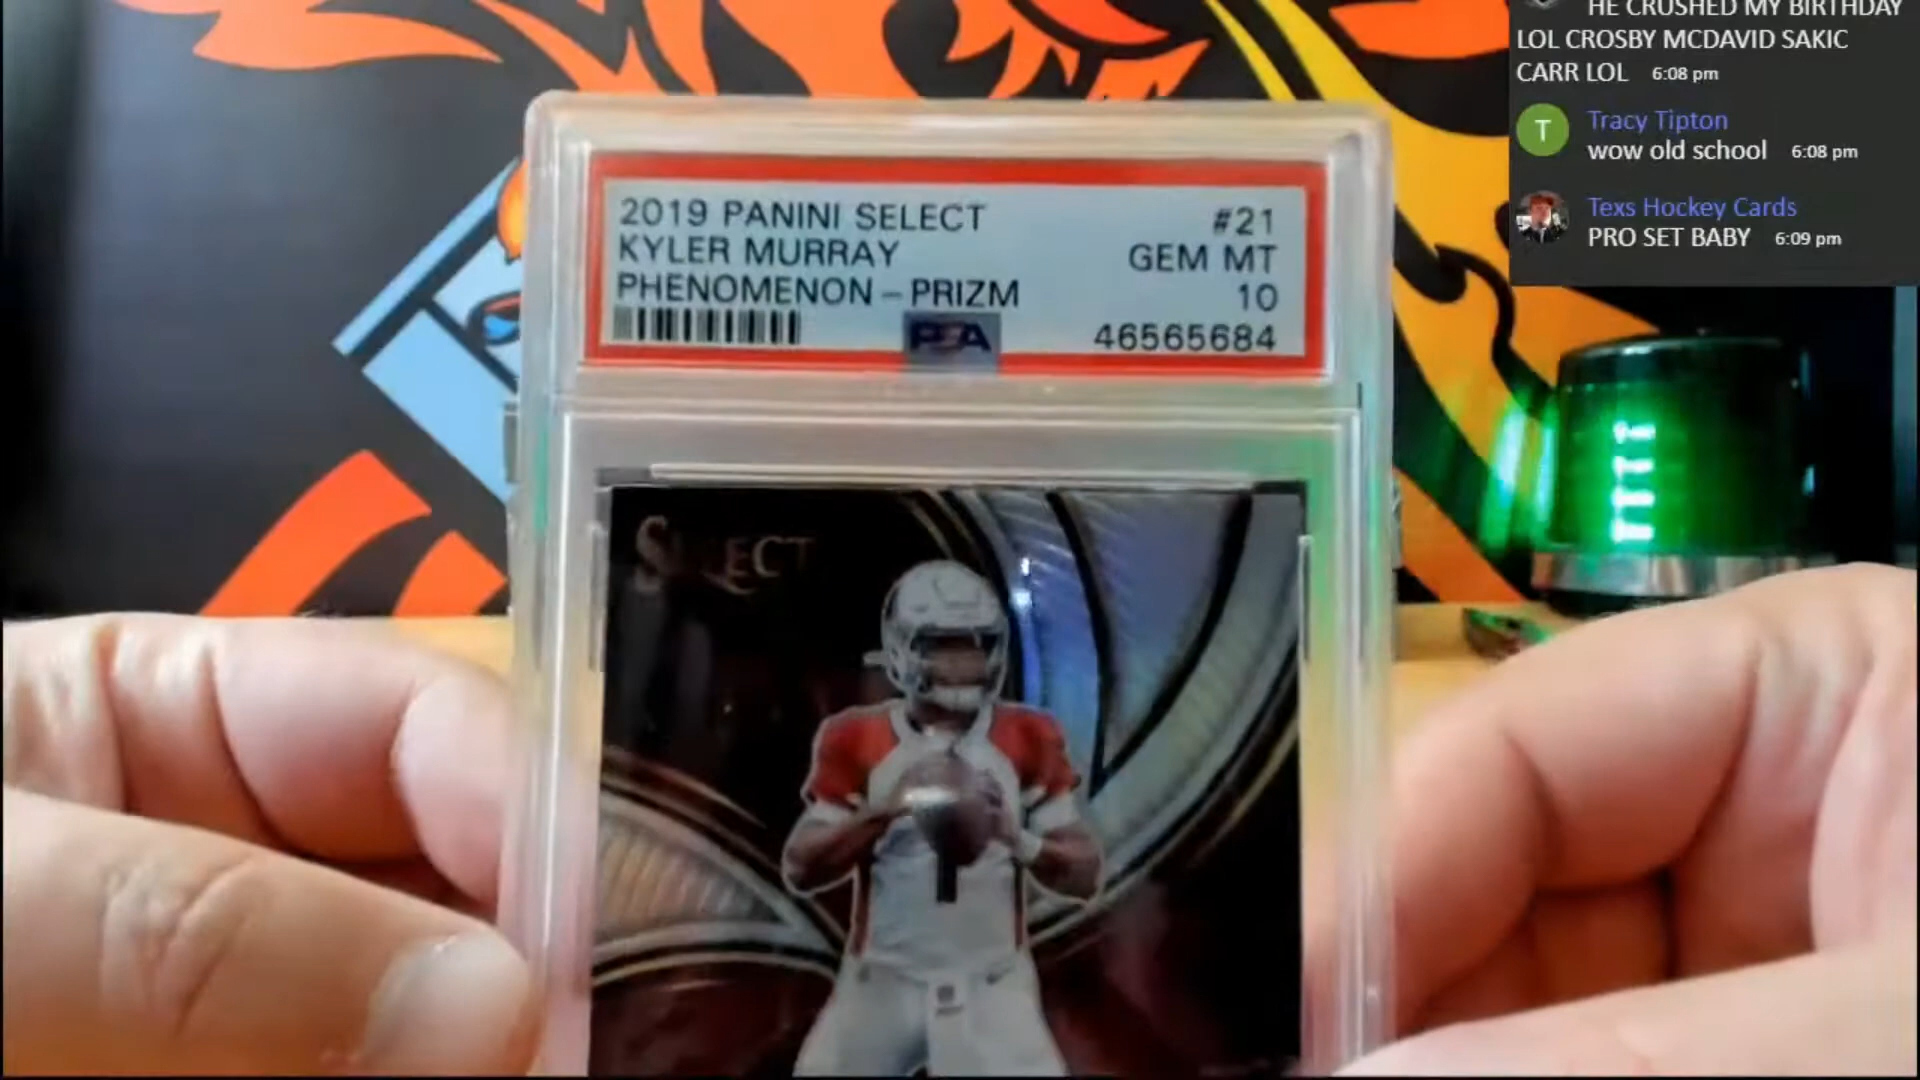 HE CRUSHED MY BIRTHDAY
LOL CROSBY MCDAVID SAKIC
CARR LOL 6:08 pm
T
Tracy Tipton
wow old school 6:08 pm
Texs Hockey Cards
PRO SET BABY 6:09 pm
2019 PANINI SELECT #21
KYLER MURRAY GEM MT
PHENOMENON - PRIZM 10
PSA 46565684
SELECT
1